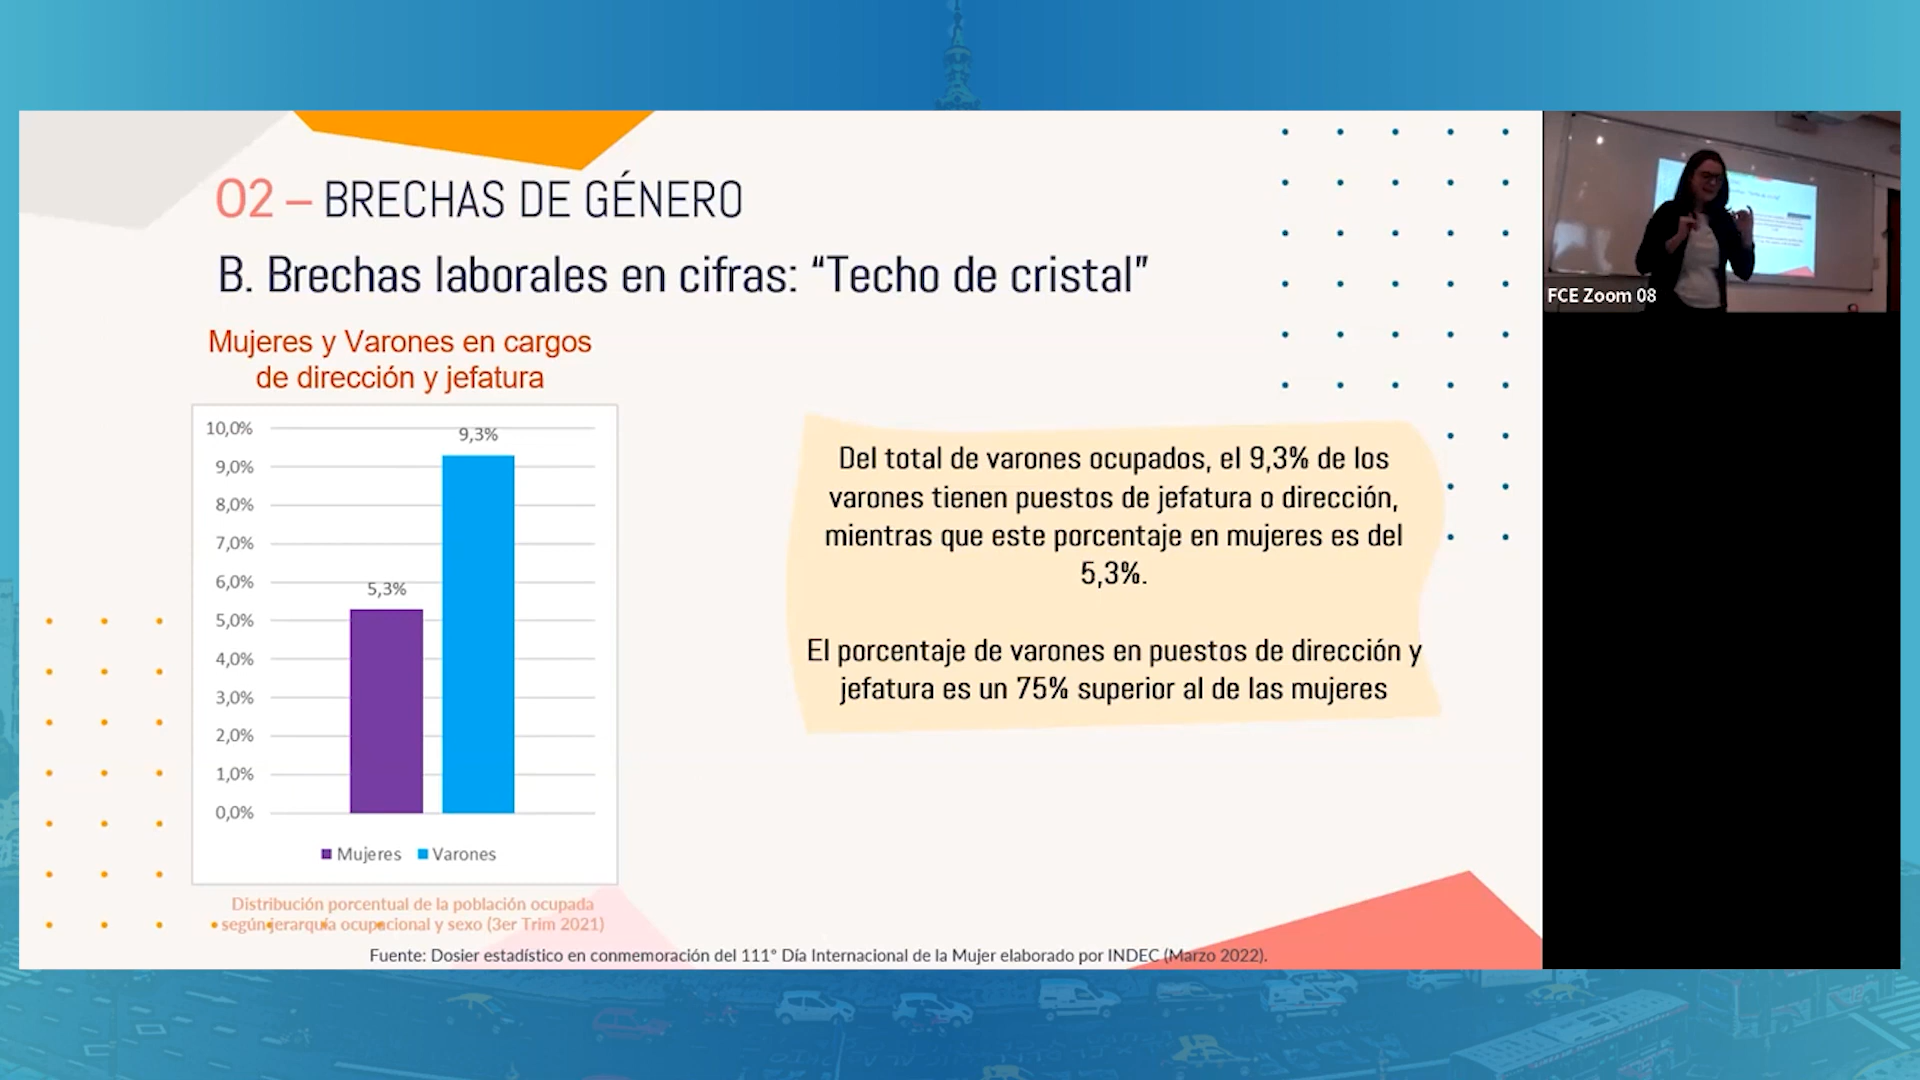 02 – BRECHAS DE GÉNERO
B. Brechas laborales en cifras: “Techo de cristal”
Mujeres y Varones en cargos
de dirección y jefatura
10,0%
9,0%
8,0%
7,0%
6,0%
5,0%
4,0%
3,0%
2,0%
1,0%
0,0%
5,3%
9,3%
Mujeres
Varones
Distribución porcentual de la población ocupada
según jerarquía ocupacional y sexo (3er Trim 2021)
Del total de varones ocupados, el 9,3% de los
varones tienen puestos de jefatura o dirección,
mientras que este porcentaje en mujeres es del
5,3%.
El porcentaje de varones en puestos de dirección y
jefatura es un 75% superior al de las mujeres
Fuente: Dosier estadístico en conmemoración del 111° Día Internacional de la Mujer elaborado por INDEC (Marzo 2022).
FCE Zoom 08